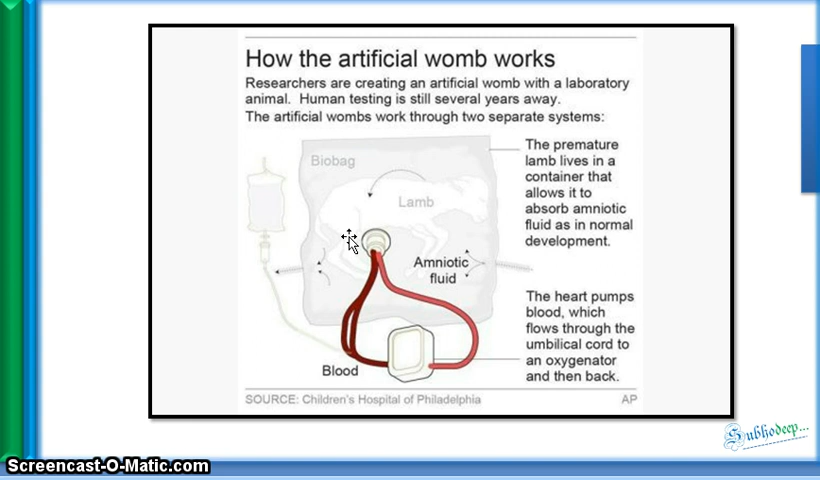 How the artificial womb works
Researchers are creating an artificial womb with a laboratory
animal. Human testing is still several years away.
The artificial wombs work through two separate systems:
Biobag
Lamb
Amniotic
fluid
Blood
The premature
lamb lives in a
container that
allows it to
absorb amniotic
fluid as in normal
development.
The heart pumps
blood, which
flows through the
umbilical cord to
an oxygenator
and then back.
SOURCE: Children's Hospital of Philadelphia
AP
Subhodeep...
Screencast-O-Matic.com